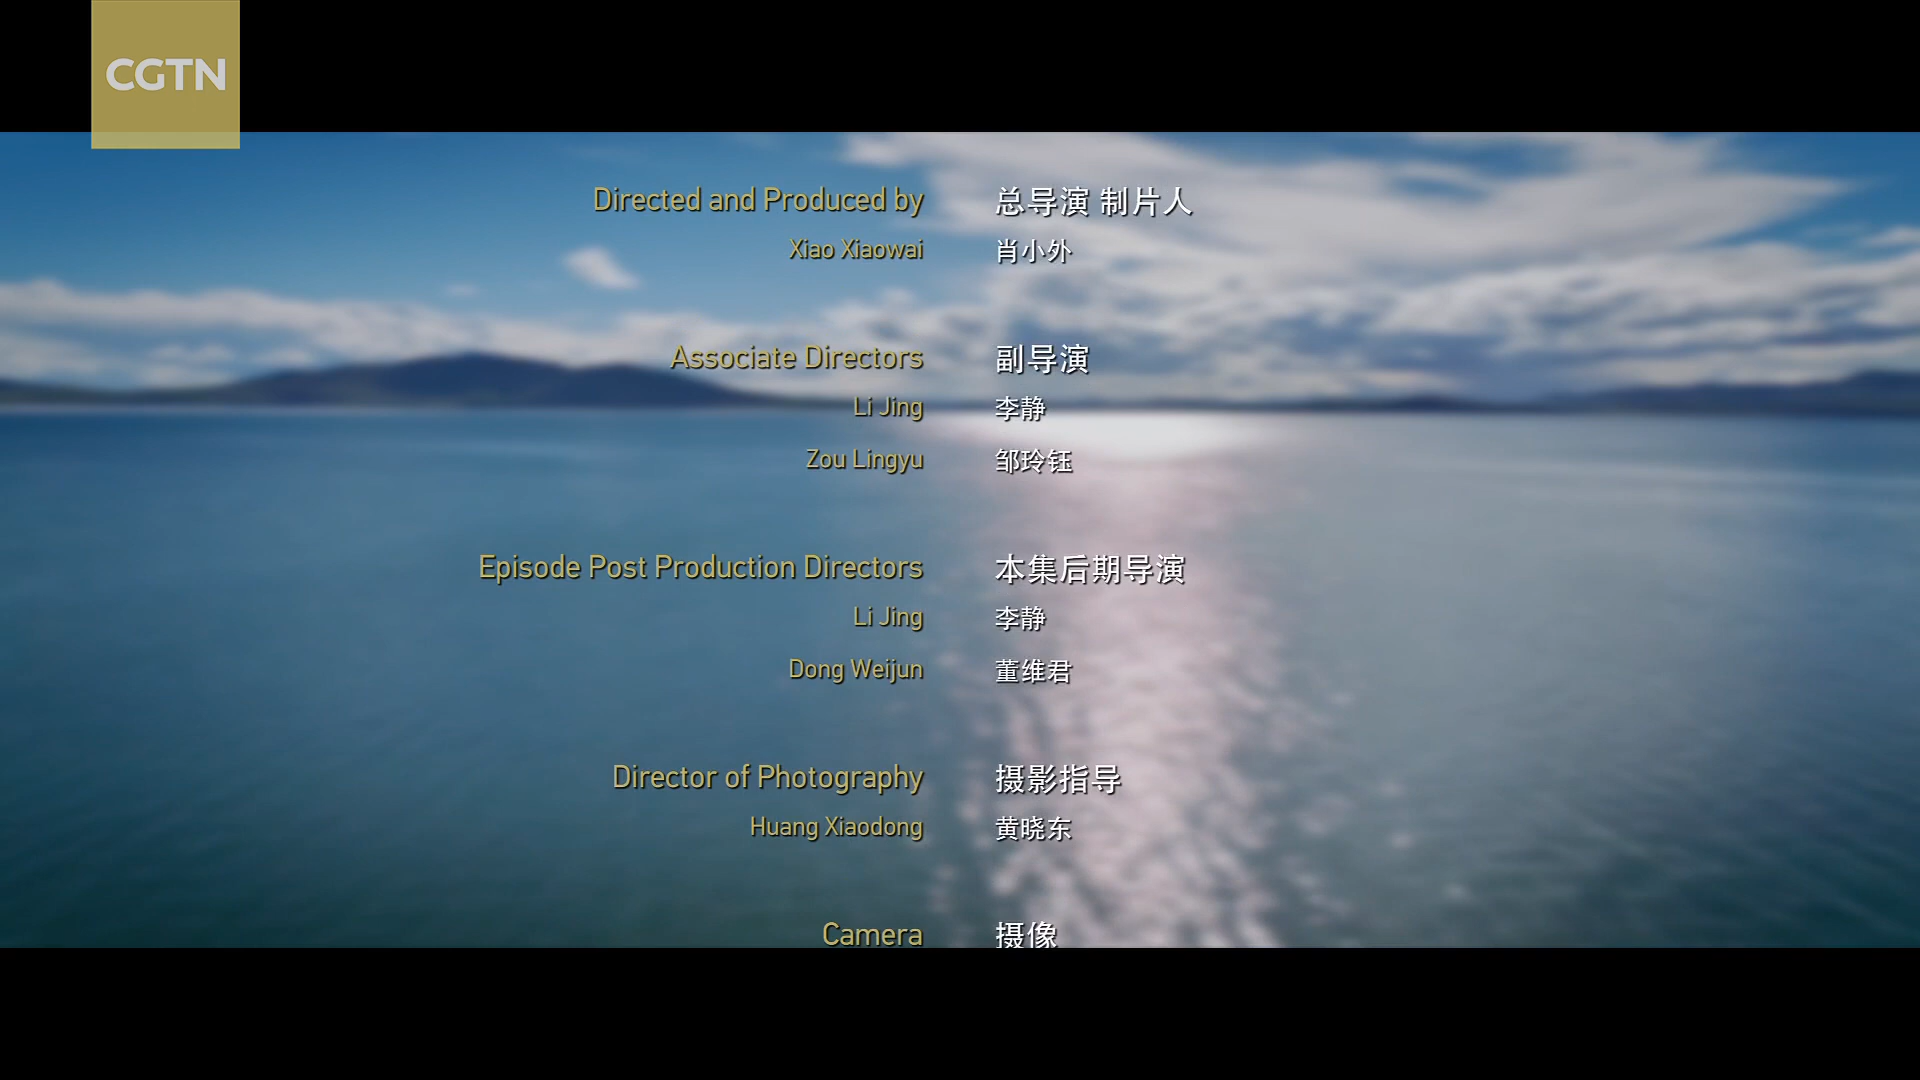 CGTN
Directed and Produced by 总导演 制片人
Xiao Xiaowai 肖小外
Associate Directors 副导演
Li Jing 李静
Zou Lingyu 邹玲钰
Episode Post Production Directors 本集后期导演
Li Jing 李静
Dong Weijun 董维君
Director of Photography 摄影指导
Huang Xiaodong 黄晓东
Camera 摄像